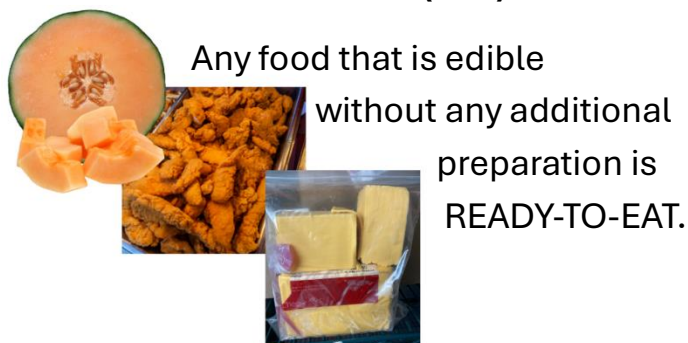 Any food that is edible
without any additional
preparation is
READY-TO-EAT.